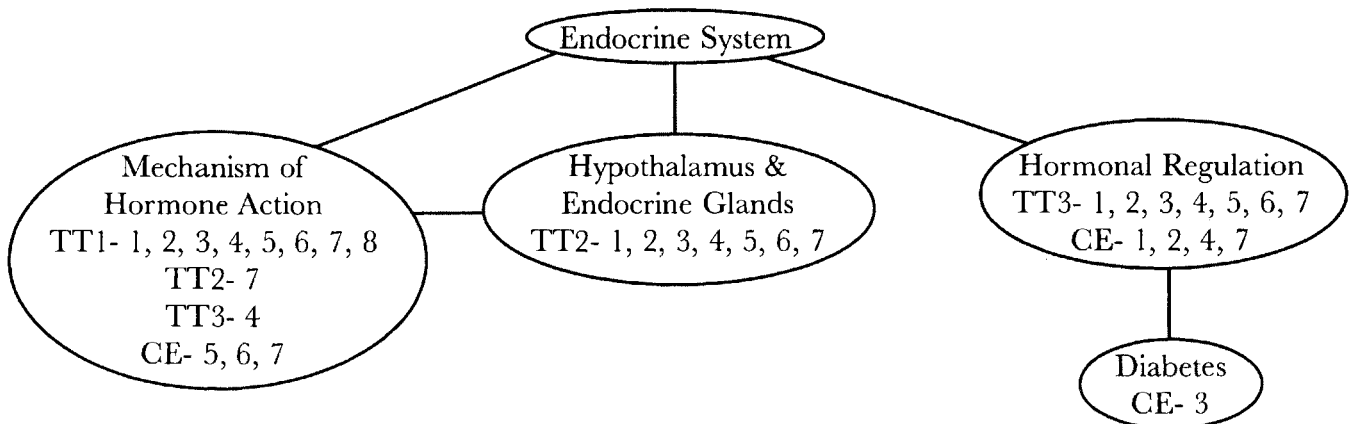 Endocrine System
Mechanism of
Hormone Action
TT1- 1, 2, 3, 4, 5, 6, 7, 8
TT2- 7
TT3- 4
CE- 5, 6, 7
Hypothalamus &
Endocrine Glands
TT2- 1, 2, 3, 4, 5, 6, 7
Hormonal Regulation
TT3- 1, 2, 3, 4, 5, 6, 7
CE- 1, 2, 4, 7
Diabetes
CE- 3